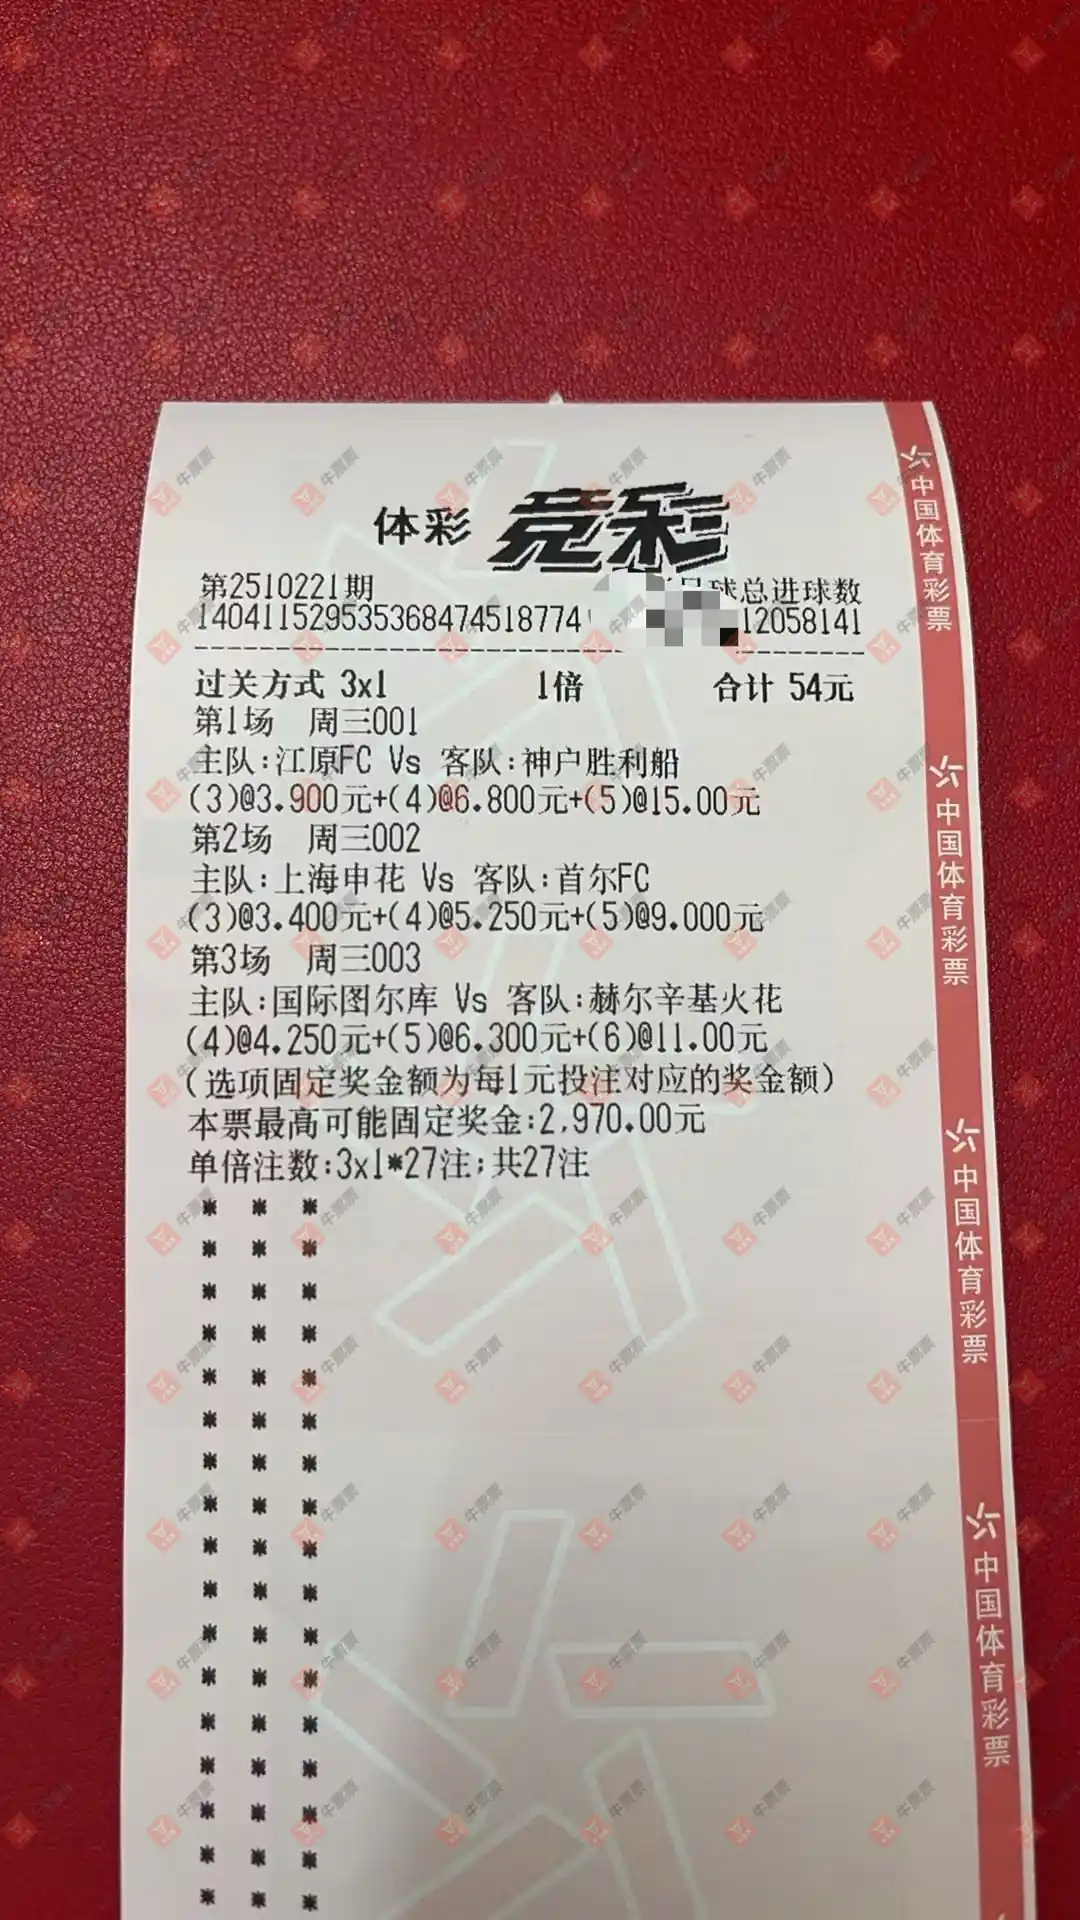 体彩 竞彩
第2510221期 足球总进球数
140411529535368474518774 12058141
过关方式 3x1 1倍 合计 54元
第1场 周三001
主队:江原FC Vs 客队:神户胜利船
(3)@3.900元+(4)@6.800元+(5)@15.00元
第2场 周三002
主队:上海申花 Vs 客队:首尔FC
(3)@3.400元+(4)@5.250元+(5)@9.000元
第3场 周三003
主队:国际图尔库 Vs 客队:赫尔辛基火花
(4)@4.250元+(5)@6.300元+(6)@11.00元
(选项固定奖金额为每1元投注对应的奖金额)
本票最高可能固定奖金:2,970.00元
单倍注数:3x1*27注;共27注
中国体育彩票
中国体育彩票
中国体育彩票
中国体育彩票
牛票票